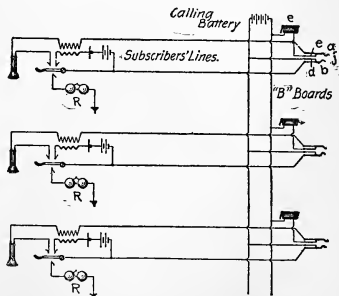 Calling
Battery
e
e
a
j
b
d
Subscribers' Lines.
R
"B" Boards
R
e
R